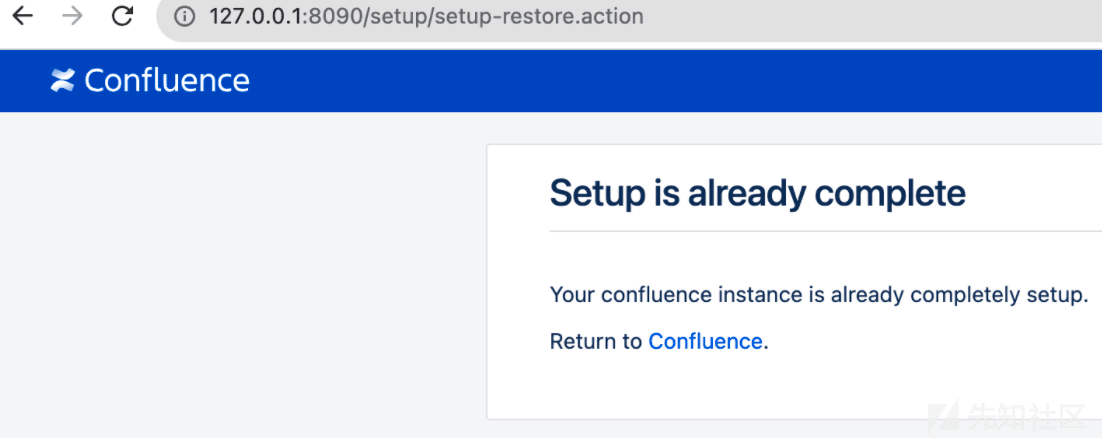 127.0.0.1:8090/setup/setup-restore.action
Confluence
Setup is already complete
Your confluence instance is already completely setup.
Return to Confluence.
先知社区